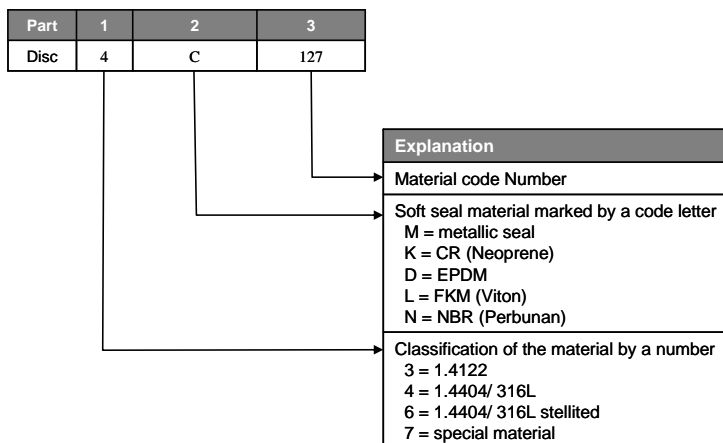 Part 1 2 3
Disc 4 C 127
Explanation
Material code Number
Soft seal material marked by a code letter
M = metallic seal
K = CR (Neoprene)
D = EPDM
L = FKM (Viton)
N = NBR (Perbunan)
Classification of the material by a number
3 = 1.4122
4 = 1.4404/ 316L
6 = 1.4404/ 316L stellited
7 = special material